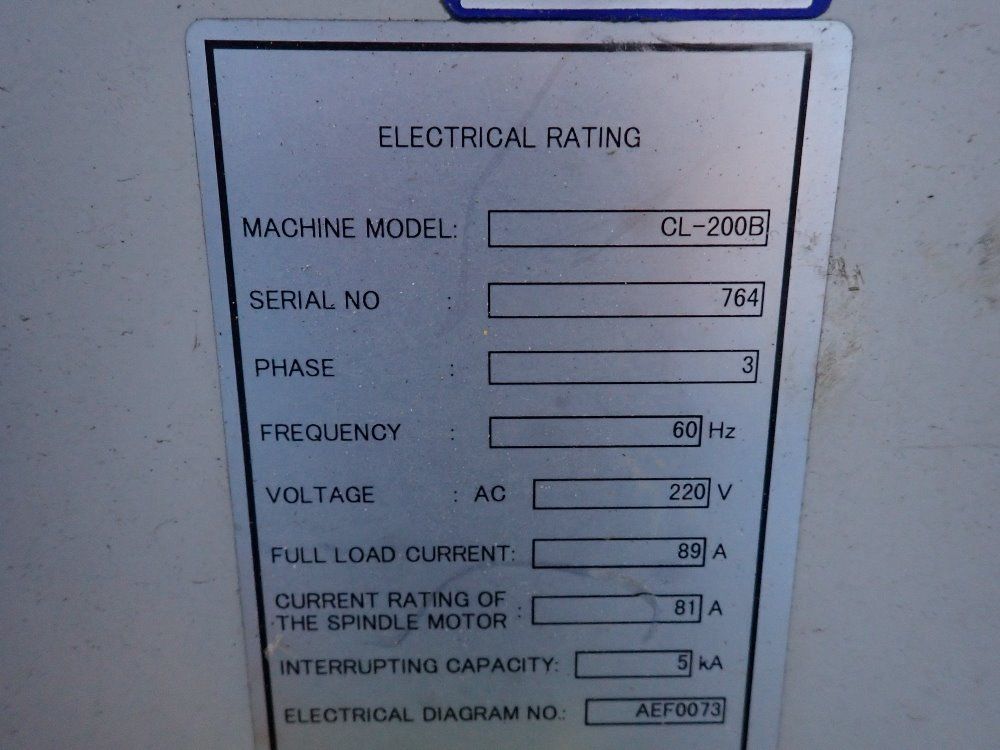 ELECTRICAL RATING
MACHINE MODEL: CL-200B
SERIAL NO : 764
PHASE : 3
FREQUENCY : 60 Hz
VOLTAGE : AC 220 V
FULL LOAD CURRENT: 89 A
CURRENT RATING OF
THE SPINDLE MOTOR : 81 A
INTERRUPTING CAPACITY: 5 kA
ELECTRICAL DIAGRAM NO.: AEF0073